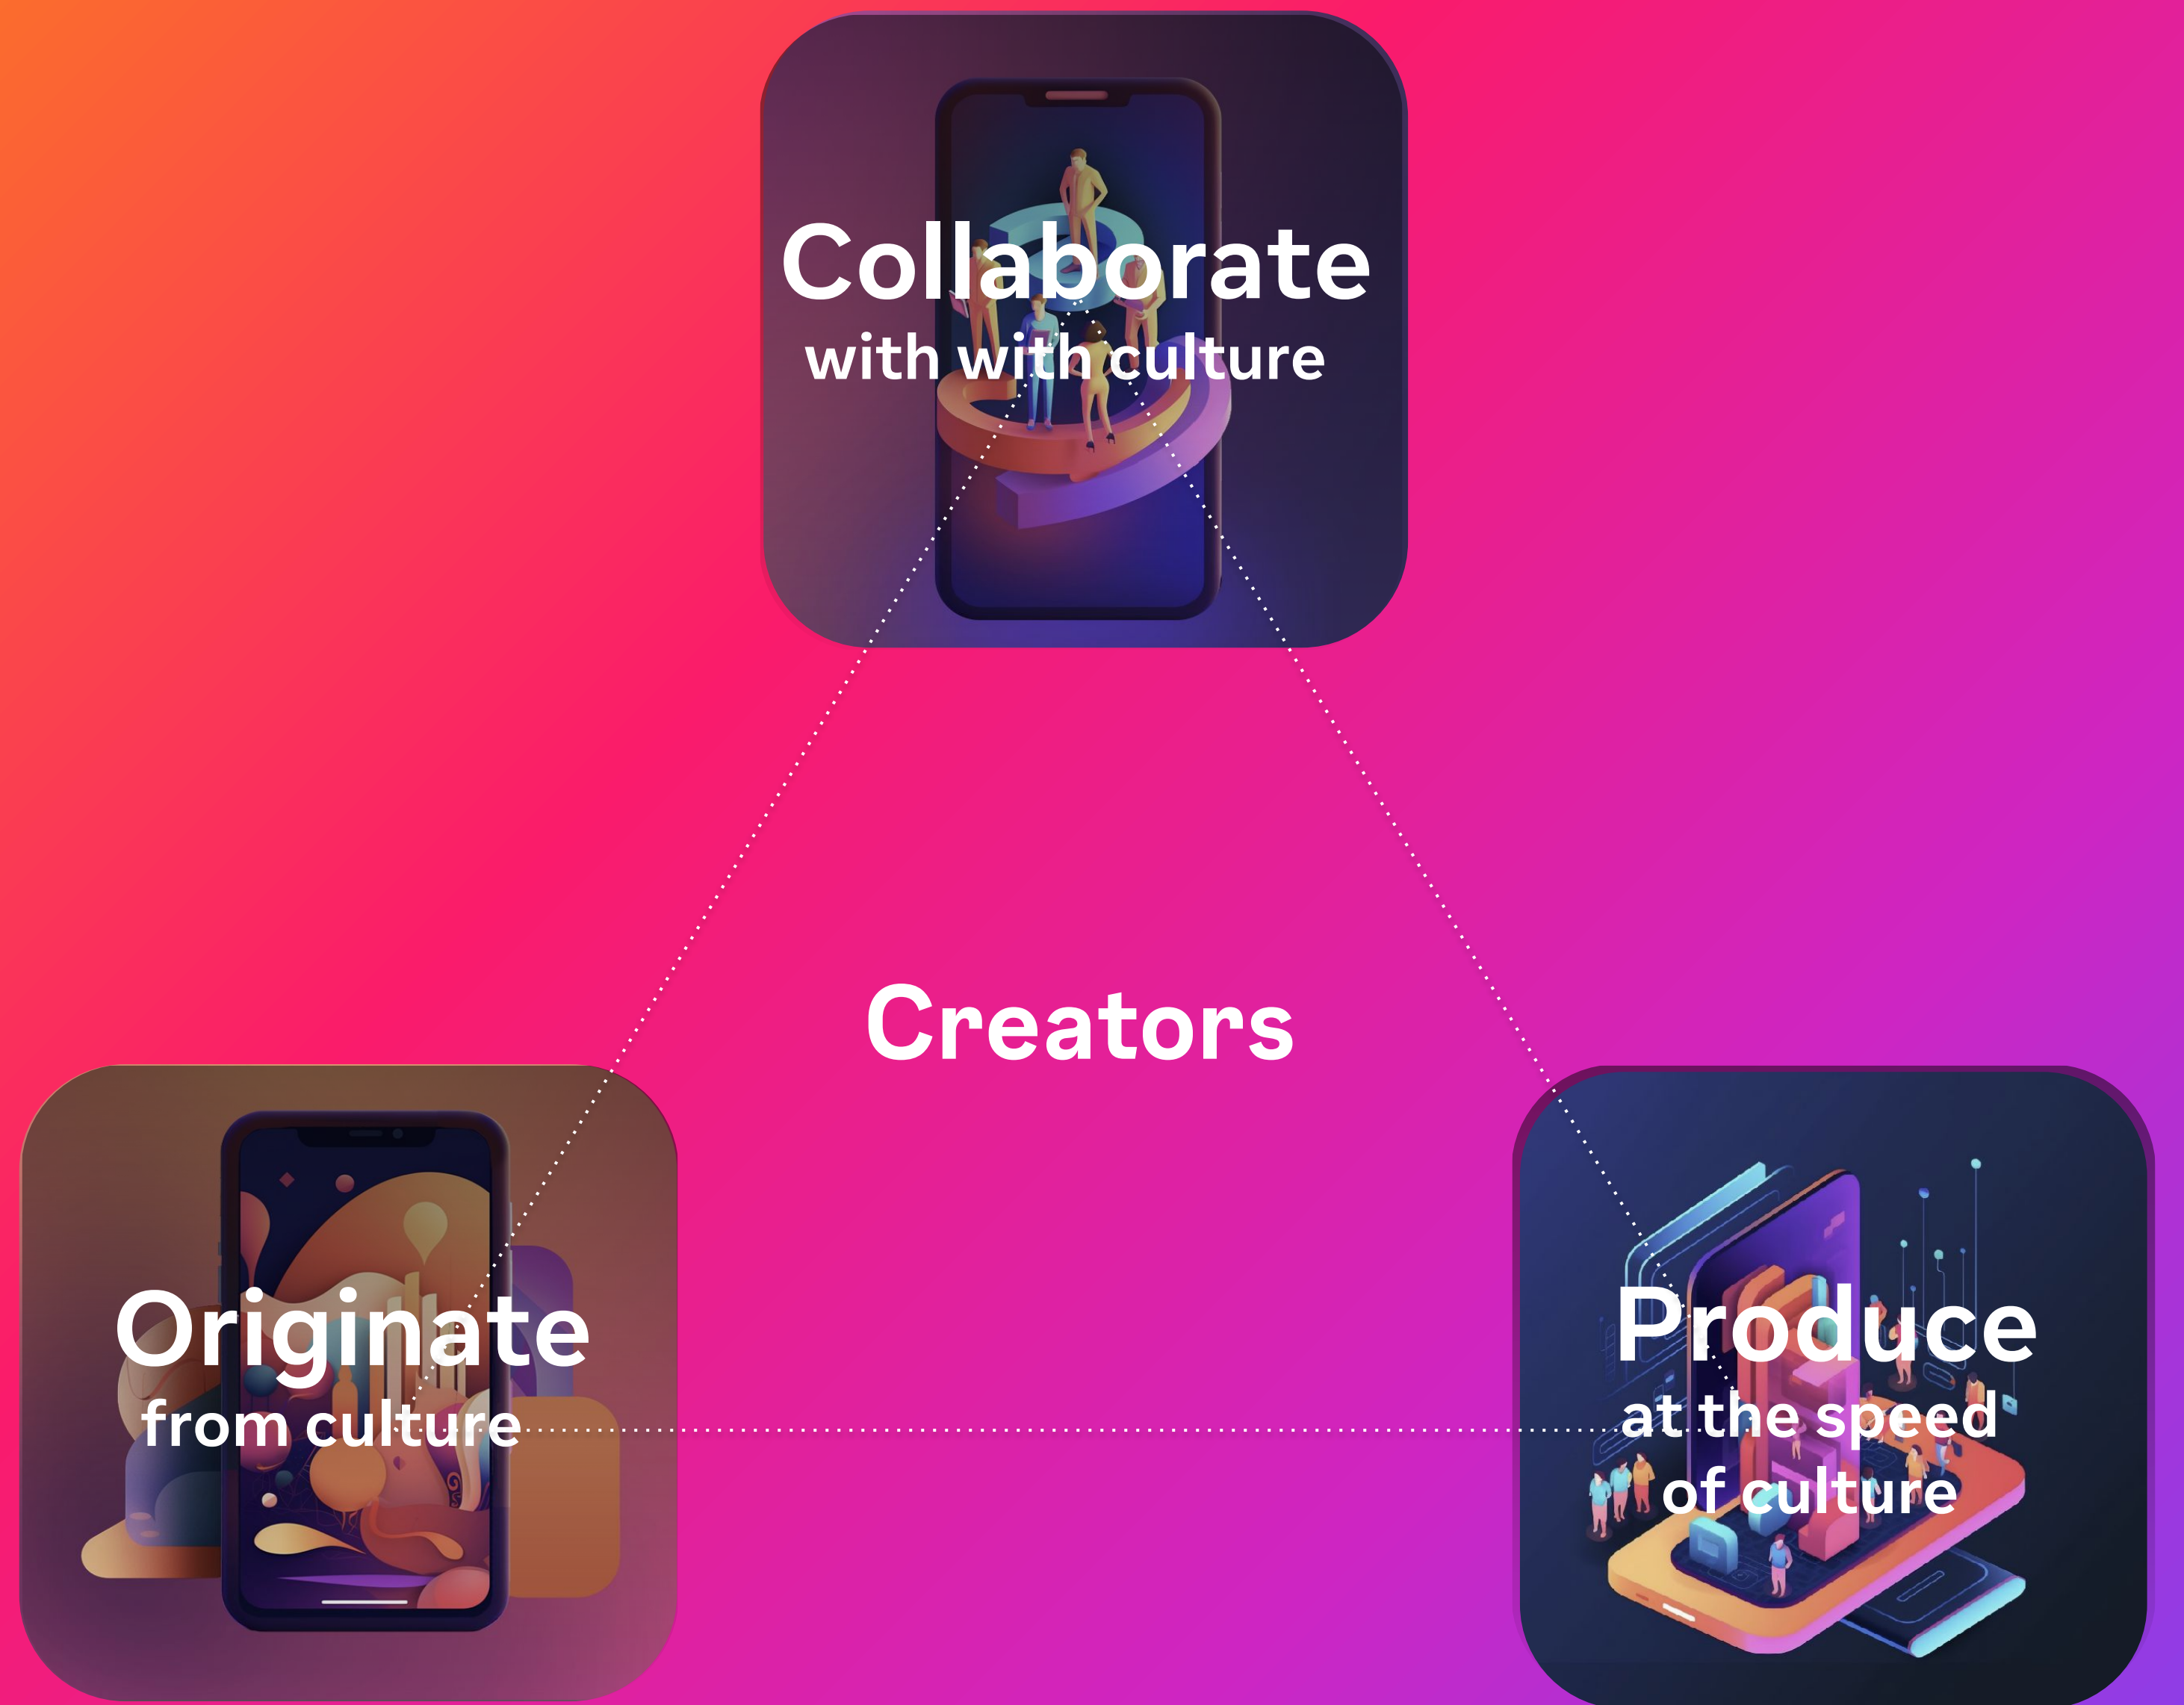 Collaborate
with with culture
Creators
Originate
from culture
Produce
at the speed
of culture